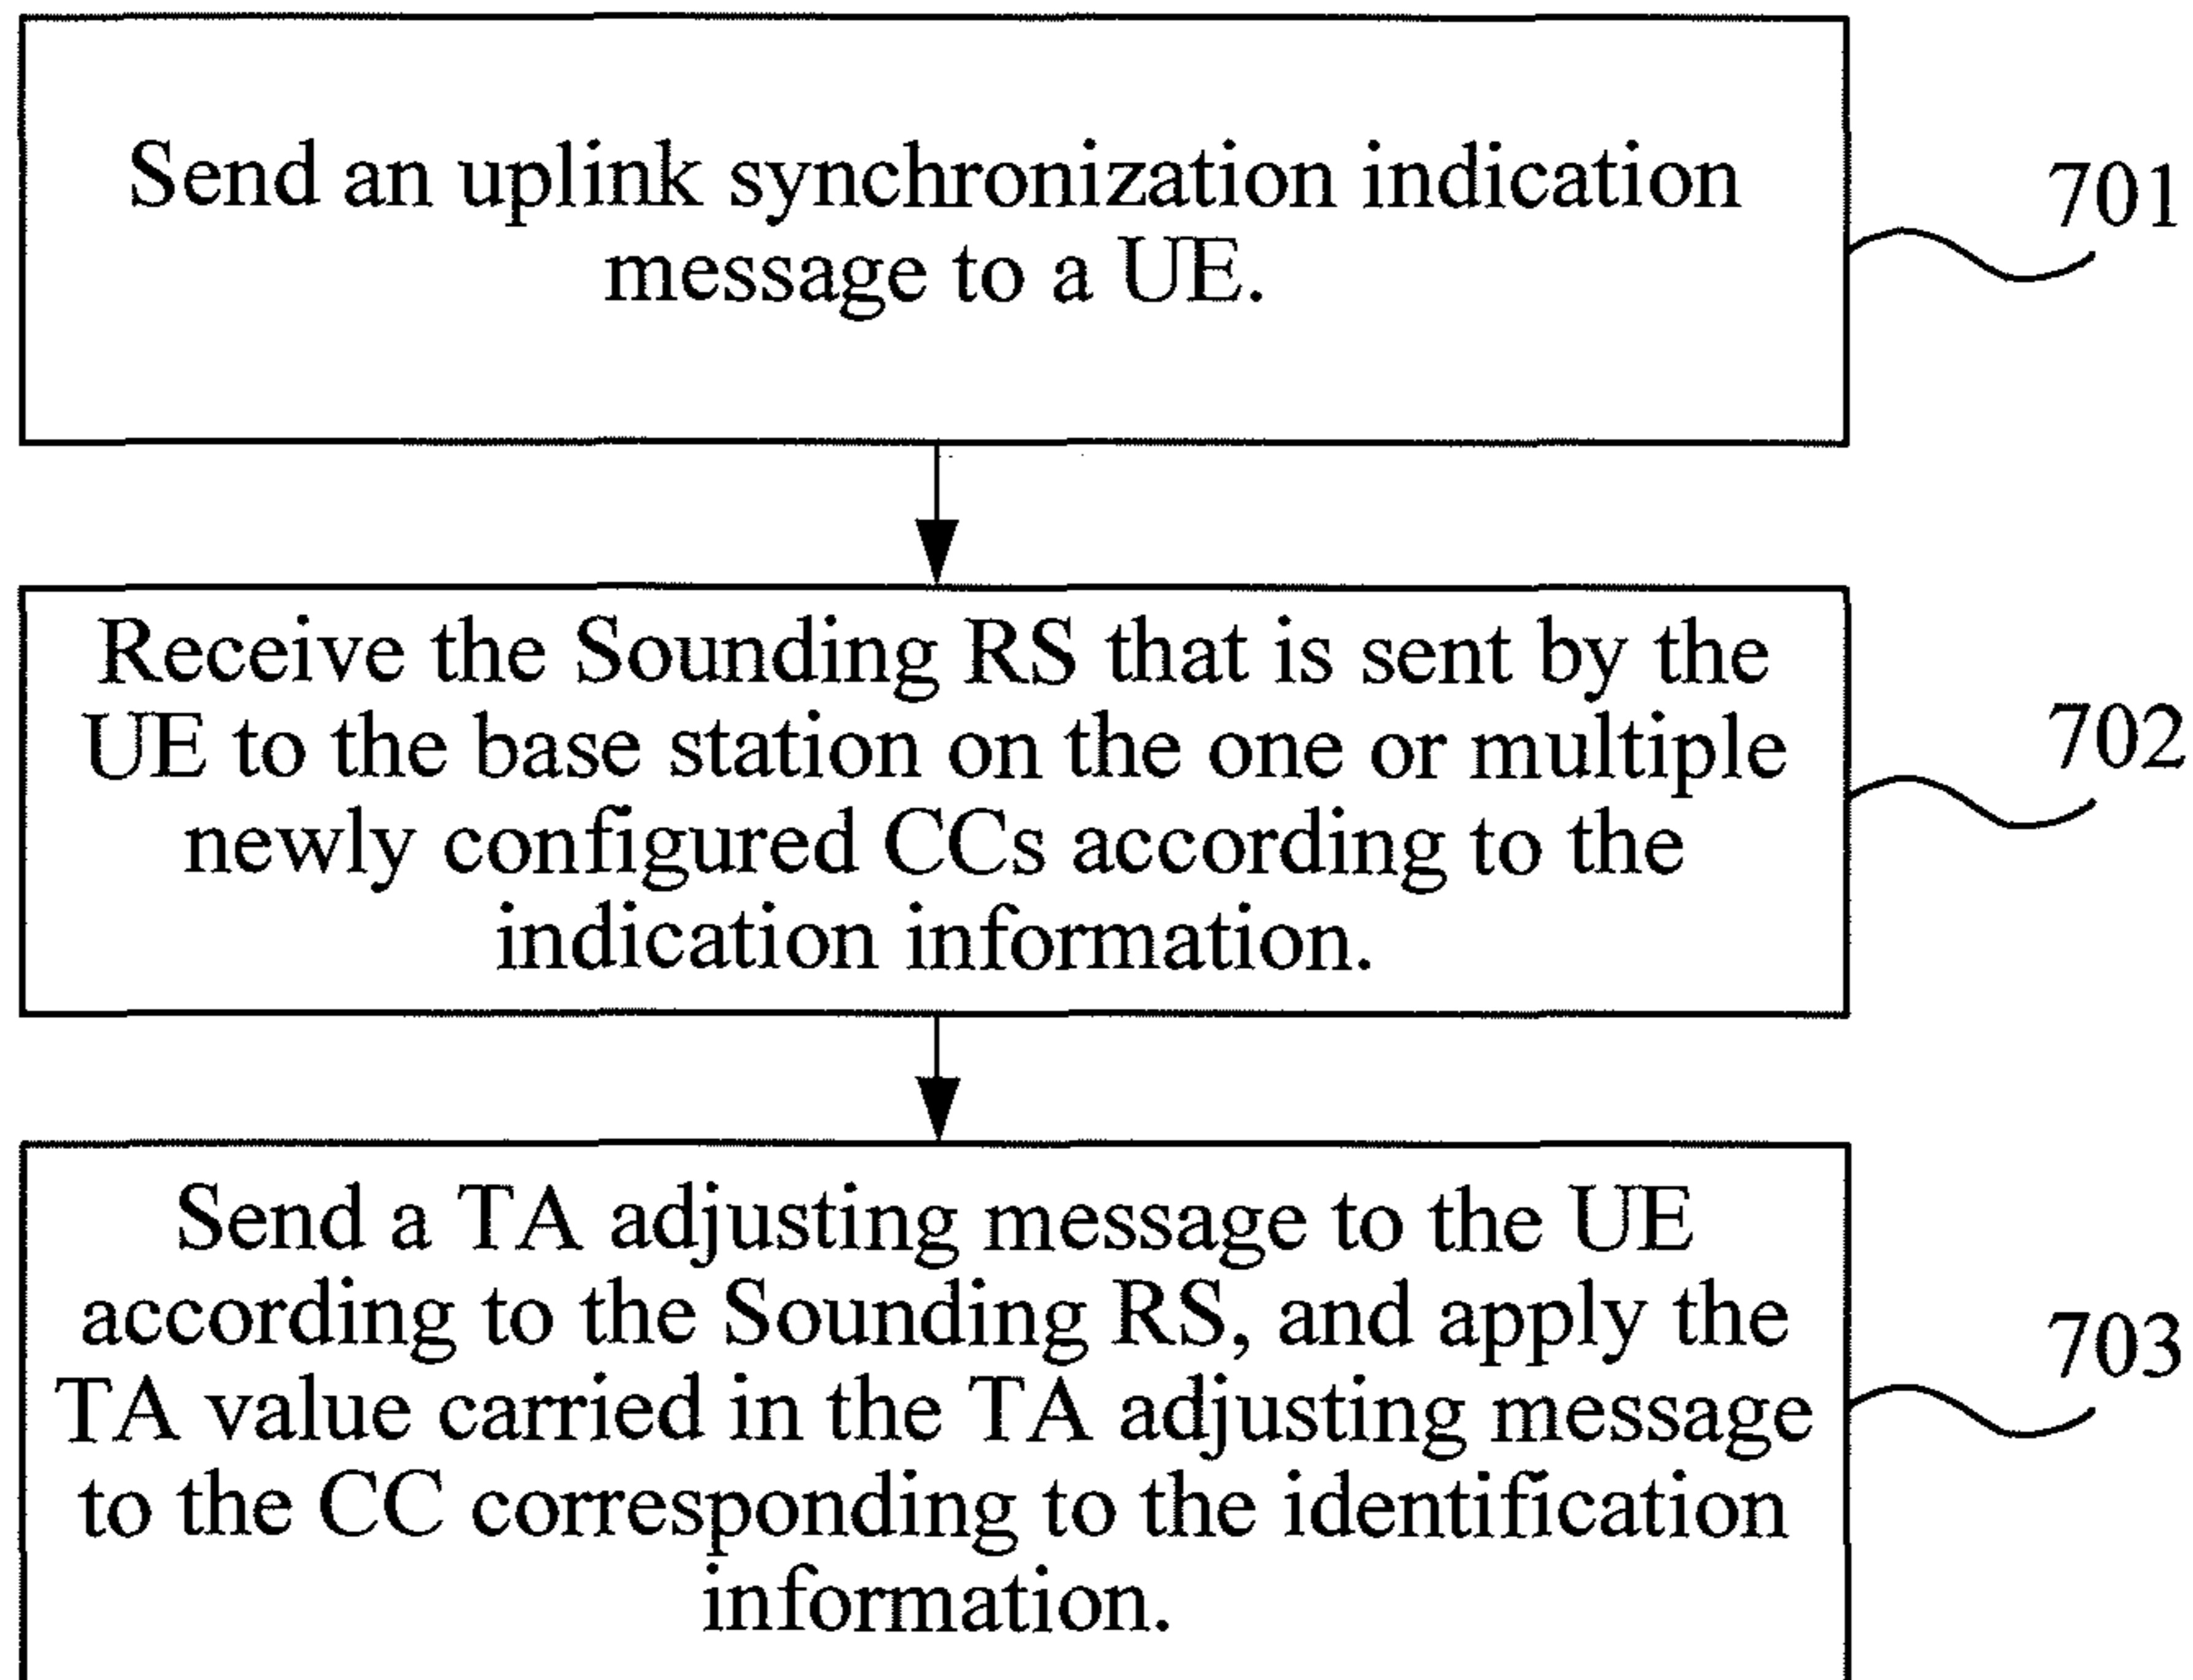 Send an uplink synchronization indication
message to a UE.
701
Receive the Sounding RS that is sent by the
UE to the base station on the one or multiple
newly configured CCs according to the
indication information.
702
Send a TA adjusting message to the UE
according to the Sounding RS, and apply the
TA value carried in the TA adjusting message
to the CC corresponding to the identification
information.
703